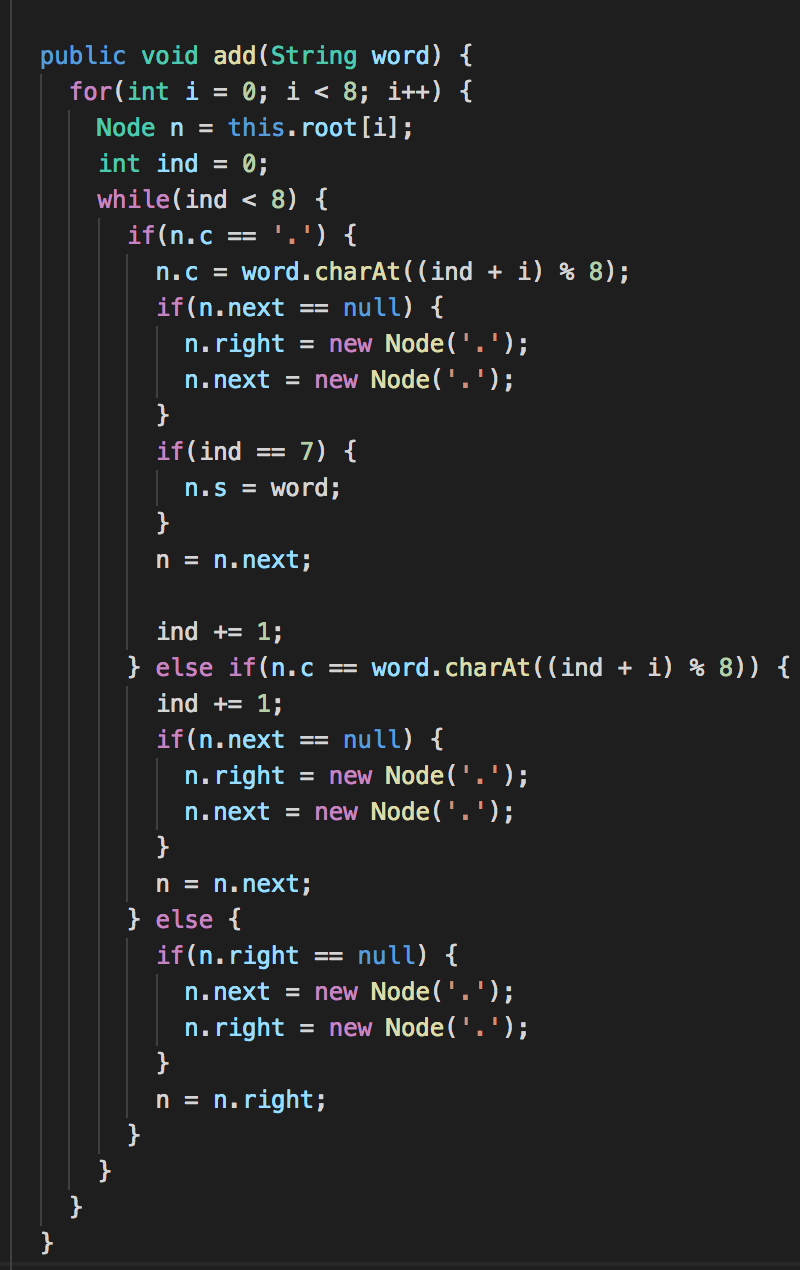 public void add(String word) {
  for(int i = 0; i < 8; i++) {
    Node n = this.root[i];
    int ind = 0;
    while(ind < 8) {
      if(n.c == '.') {
        n.c = word.charAt((ind + i) % 8);
        if(n.next == null) {
          n.right = new Node('.');
          n.next = new Node('.');
        }
        if(ind == 7) {
          n.s = word;
        }
        n = n.next;

        ind += 1;
      } else if(n.c == word.charAt((ind + i) % 8)) {
        ind += 1;
        if(n.next == null) {
          n.right = new Node('.');
          n.next = new Node('.');
        }
        n = n.next;
      } else {
        if(n.right == null) {
          n.next = new Node('.');
          n.right = new Node('.');
        }
        n = n.right;
      }
    }
  }
}